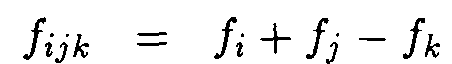 f_{ijk} = f_i + f_j − f_k